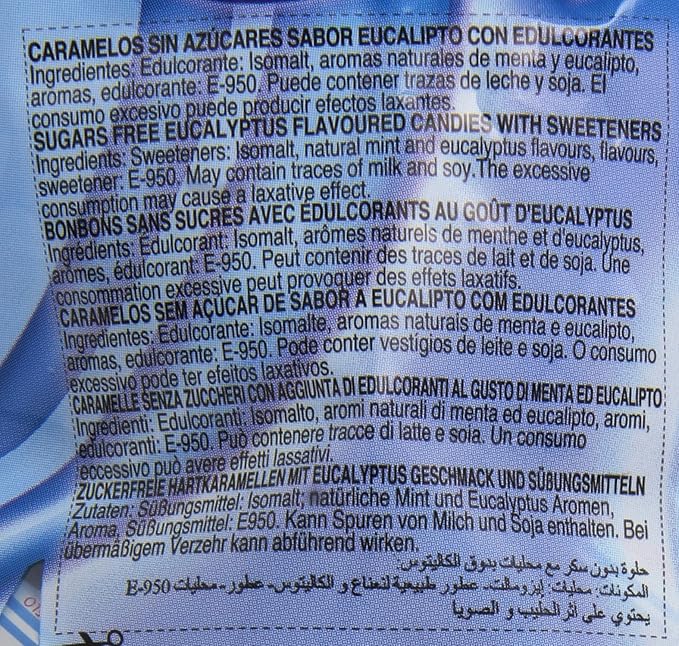 CARAMELOS SIN AZÚCARES SABOR EUCALIPTO CON EDULCORANTES
Ingredientes: Edulcorante: Isomalt, aromas naturales de menta y eucalipto,
aromas, edulcorante: E-950. Puede contener trazas de leche y soja. El
consumo excesivo puede producir efectos laxantes.
SUGARS FREE EUCALYPTUS FLAVOURED CANDIES WITH SWEETENERS
Ingredients: Sweeteners: Isomalt, natural mint and eucalyptus flavours, flavours,
sweetener: E-950. May contain traces of milk and soy.The excessive
consumption may cause a laxative effect.
BONBONS SANS SUCRES AVEC ÉDULCORANTS AU GOÛT D'EUCALYPTUS
Ingrédients: Édulcorant: Isomalt, arômes naturels de menthe et d'eucalyptus,
arômes, édulcorant: E-950. Peut contenir des traces de lait et de soja. Une
consommation excessive peut provoquer des effets laxatifs.
CARAMELOS SEM AÇUCAR DE SABOR A EUCALIPTO COM EDULCORANTES
Ingredientes: Edulcorante: Isomalte, aromas naturais de menta e eucalipto,
aromas, edulcorante: E-950. Pode conter vestígios de leite e soja. O consumo
excessivo pode ter efeitos laxativos.
CARAMELLE SENZA ZUCCHERI CON AGGIUNTA DI EDULCORANTI AL GUSTO DI MENTA ED EUCALIPTO
Ingredienti: Edulcoranti: Isomalto, aromi naturali di menta ed eucalipto, aromi,
edulcoranti: E-950. Può contenere tracce di latte e soia. Un consumo
eccessivo può avere effetti lassativi.
ZUCKERFREIE HARTKARAMELLEN MIT EUCALYPTUS GESCHMACK UND SÜßUNGSMITTELN
Zutaten: Süßungsmittel: Isomalt; natürliche Mint und Eucalyptus Aromen,
Aroma, Süßungsmittel: E950. Kann Spuren von Milch und Soja enthalten. Bei
übermäßigem Verzehr kann abführend wirken.
حلوة بدون سكر مع محليات بذوق الكاليتوس:
المكونات: محليات: إيزومالت- عطور طبيعية لنعناع و الكاليتوس- عطور- محليات E-950
يحتوي على أثر الحليب و الصويا